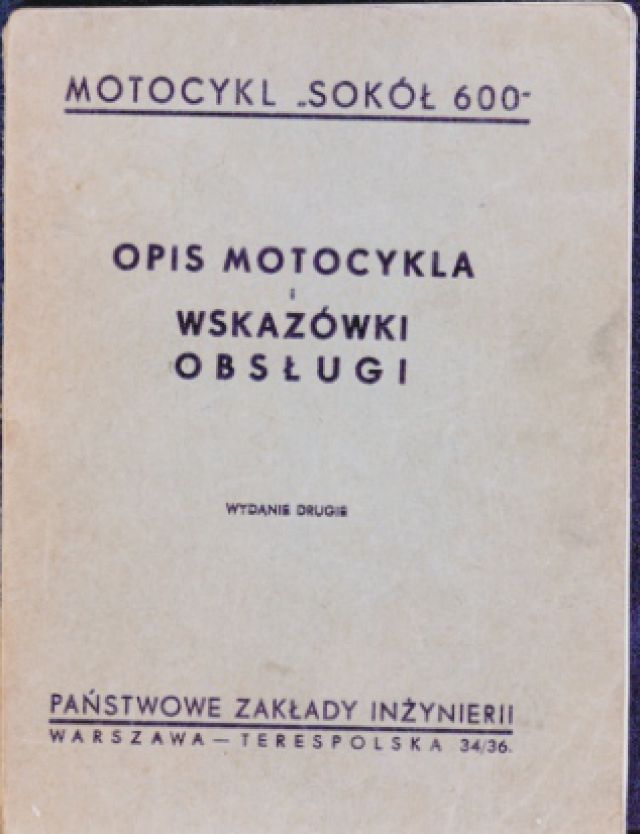 MOTOCYKL „SOKÓŁ 600"
OPIS MOTOCYKLA
i
WSKAZÓWKI
OBSŁUGI
WYDANIE DRUGIE
PAŃSTWOWE ZAKŁADY INŻYNIERII
WARSZAWA — TERESPOLSKA 34/36.